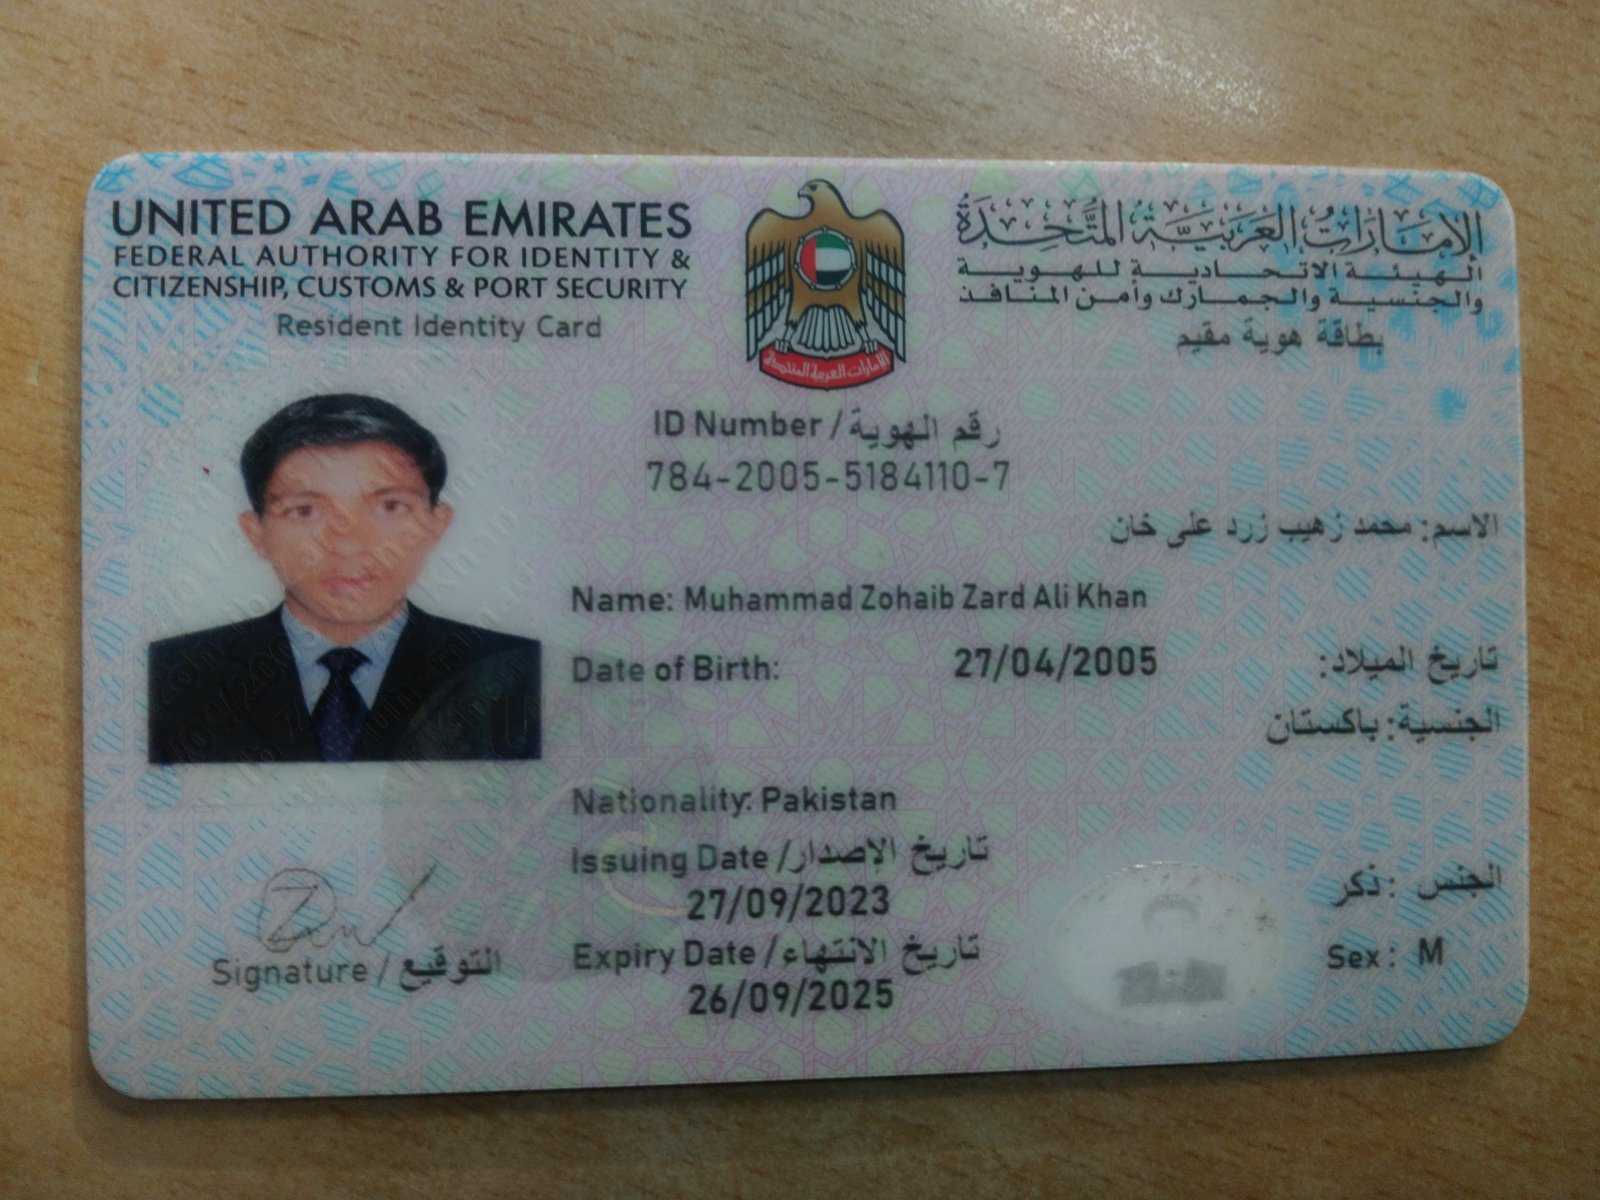 UNITED ARAB EMIRATES
FEDERAL AUTHORITY FOR IDENTITY &
CITIZENSHIP, CUSTOMS & PORT SECURITY
Resident Identity Card
الإمارات العربية المتحدة
الهيئة الاتحادية للهوية
والجنسية والجمارك وأمن المنافذ
بطاقة هوية مقيم
الإمارات العربية المتحدة
ID Number / رقم الهوية
784-2005-5184110-7
الاسم: محمد زهيب زرد على خان
Name: Muhammad Zohaib Zard Ali Khan
Date of Birth: 27/04/2005 تاريخ الميلاد:
الجنسية: باكستان
Nationality: Pakistan
Issuing Date / تاريخ الإصدار
27/09/2023
Expiry Date / تاريخ الانتهاء
26/09/2025
الجنس : ذكر
Sex : M
Signature / التوقيع